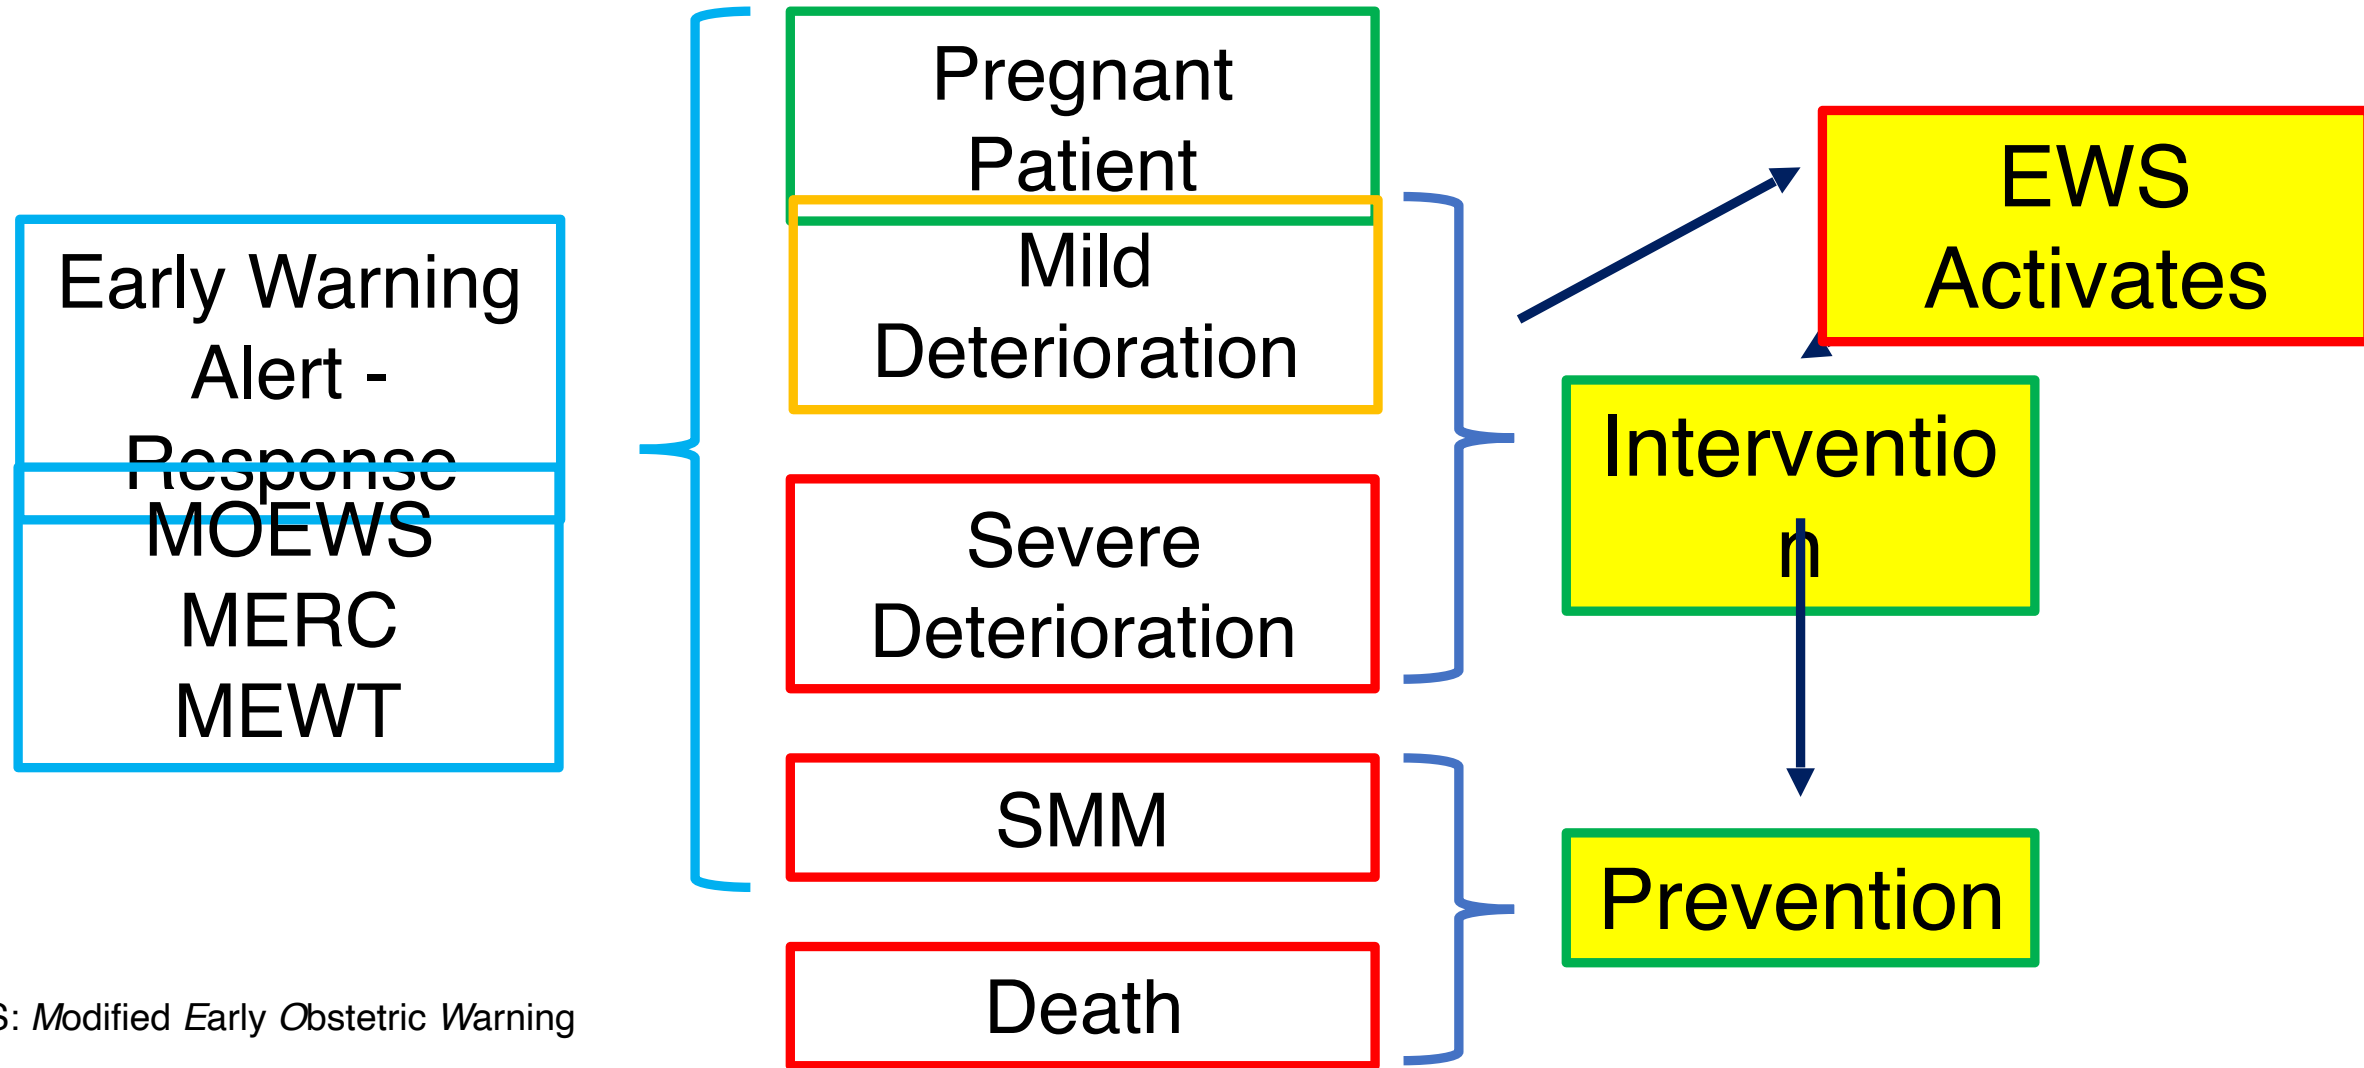 Early Warning
Alert -
Response
MOEWS
MERC
MEWT
S: Modified Early Obstetric Warning
Pregnant
Patient
Mild
Deterioration
Severe
Deterioration
SMM
Death
EWS
Activates
Interventio
n
Prevention